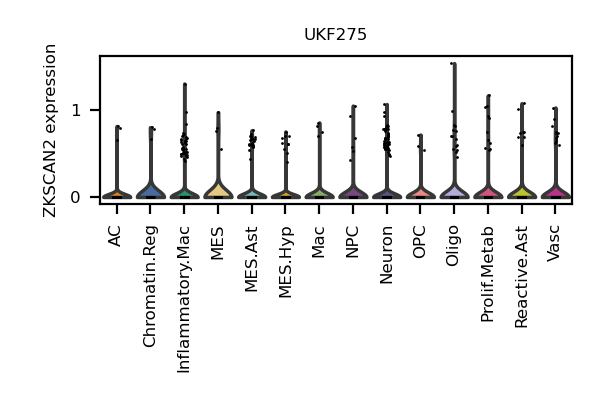 UKF275
ZKSCAN2 expression
1
0
AC
Chromatin.Reg
Inflammatory.Mac
MES
MES.Ast
MES.Hyp
Mac
NPC
Neuron
OPC
Oligo
Prolif.Metab
Reactive.Ast
Vasc